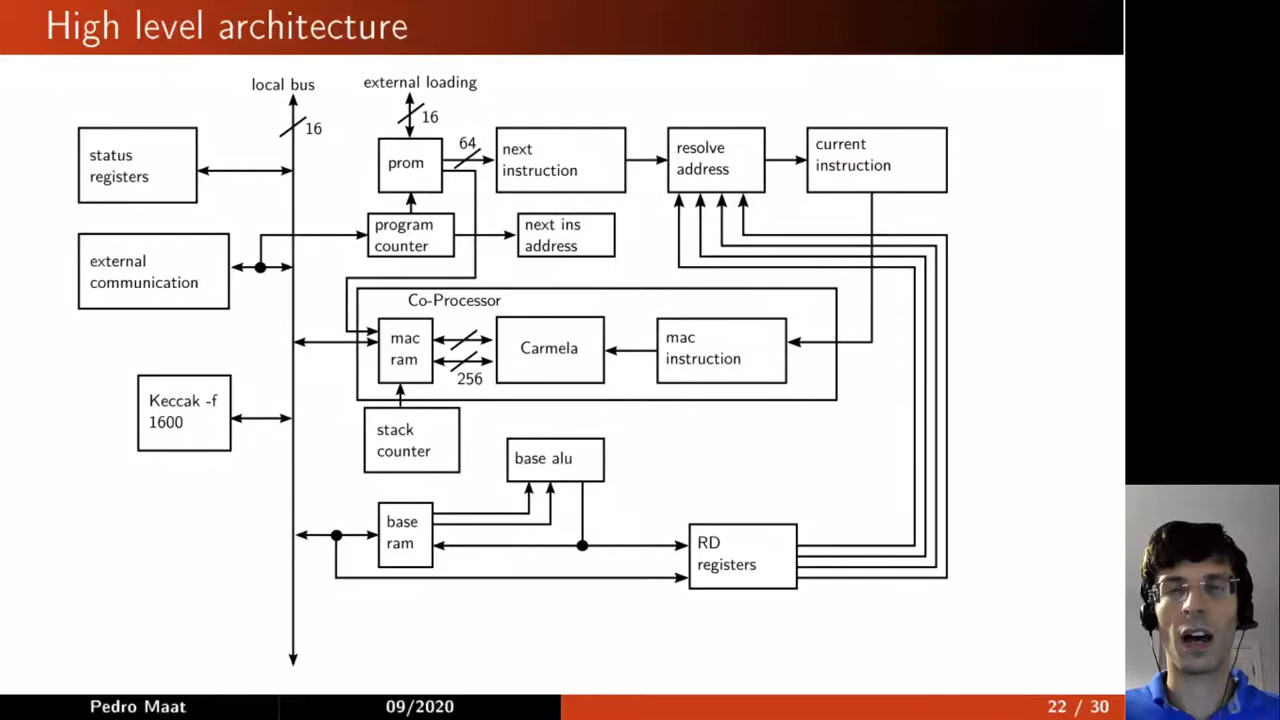 High level architecture
local bus
16
external loading
16
status
registers
prom
64
next
instruction
resolve
address
current
instruction
program
counter
next ins
address
external
communication
Co-Processor
mac
ram
256
Carmela
mac
instruction
Keccak -f
1600
stack
counter
base alu
base
ram
RD
registers
Pedro Maat
09/2020
22 / 30